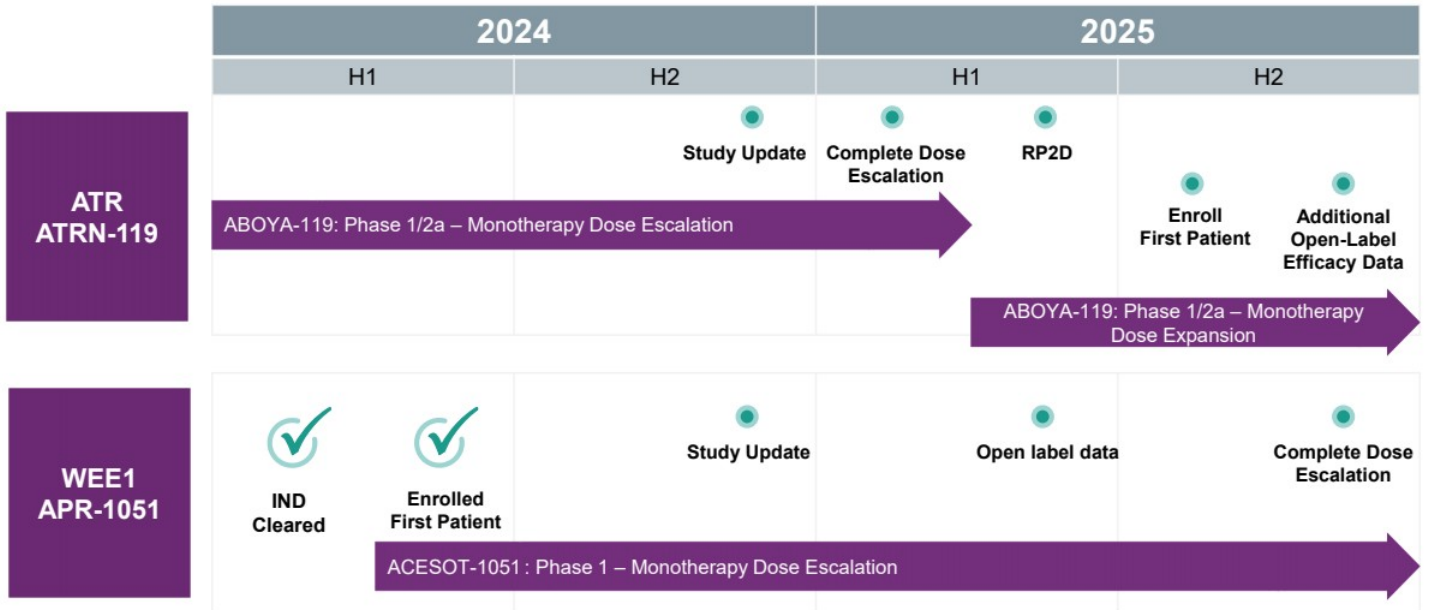 2024
2025
H1
H2
H1
H2
ATR
ATRN-119
Study Update
Complete Dose
Escalation
RP2D
Enroll
First Patient
Additional
Open-Label
Efficacy Data
ABOYA-119: Phase 1/2a – Monotherapy Dose Escalation
ABOYA-119: Phase 1/2a – Monotherapy
Dose Expansion
WEE1
APR-1051
IND
Cleared
Enrolled
First Patient
Study Update
Open label data
Complete Dose
Escalation
ACESOT-1051 : Phase 1 – Monotherapy Dose Escalation